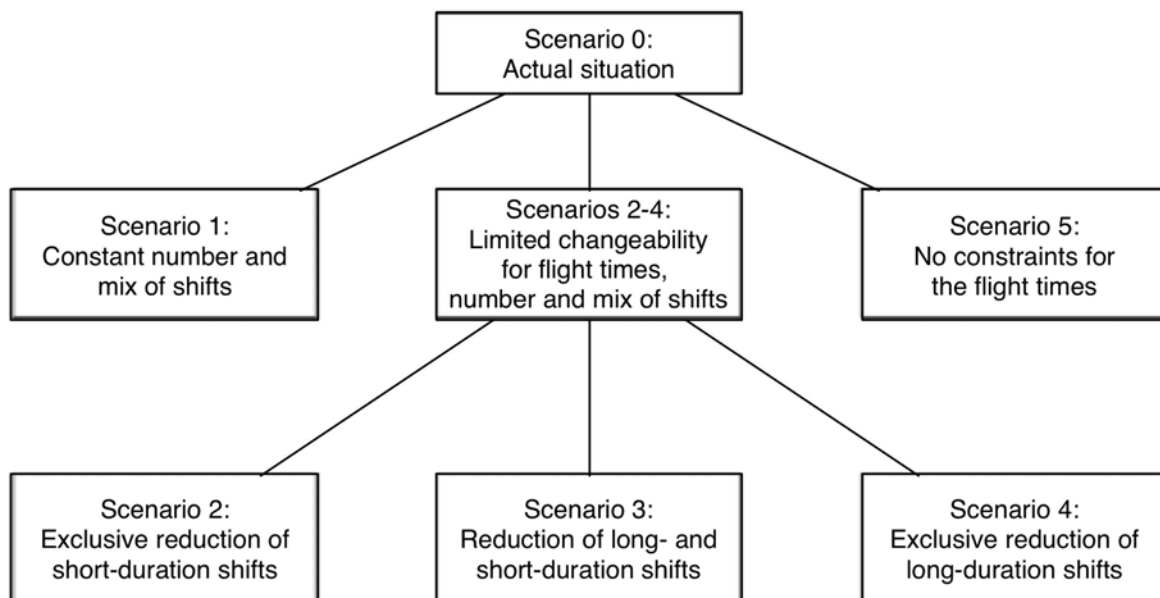 Scenario 0:
Actual situation
Scenario 1:
Constant number and
mix of shifts
Scenarios 2-4:
Limited changeability
for flight times,
number and mix of shifts
Scenario 5:
No constraints for
the flight times
Scenario 2:
Exclusive reduction of
short-duration shifts
Scenario 3:
Reduction of long- and
short-duration shifts
Scenario 4:
Exclusive reduction of
long-duration shifts